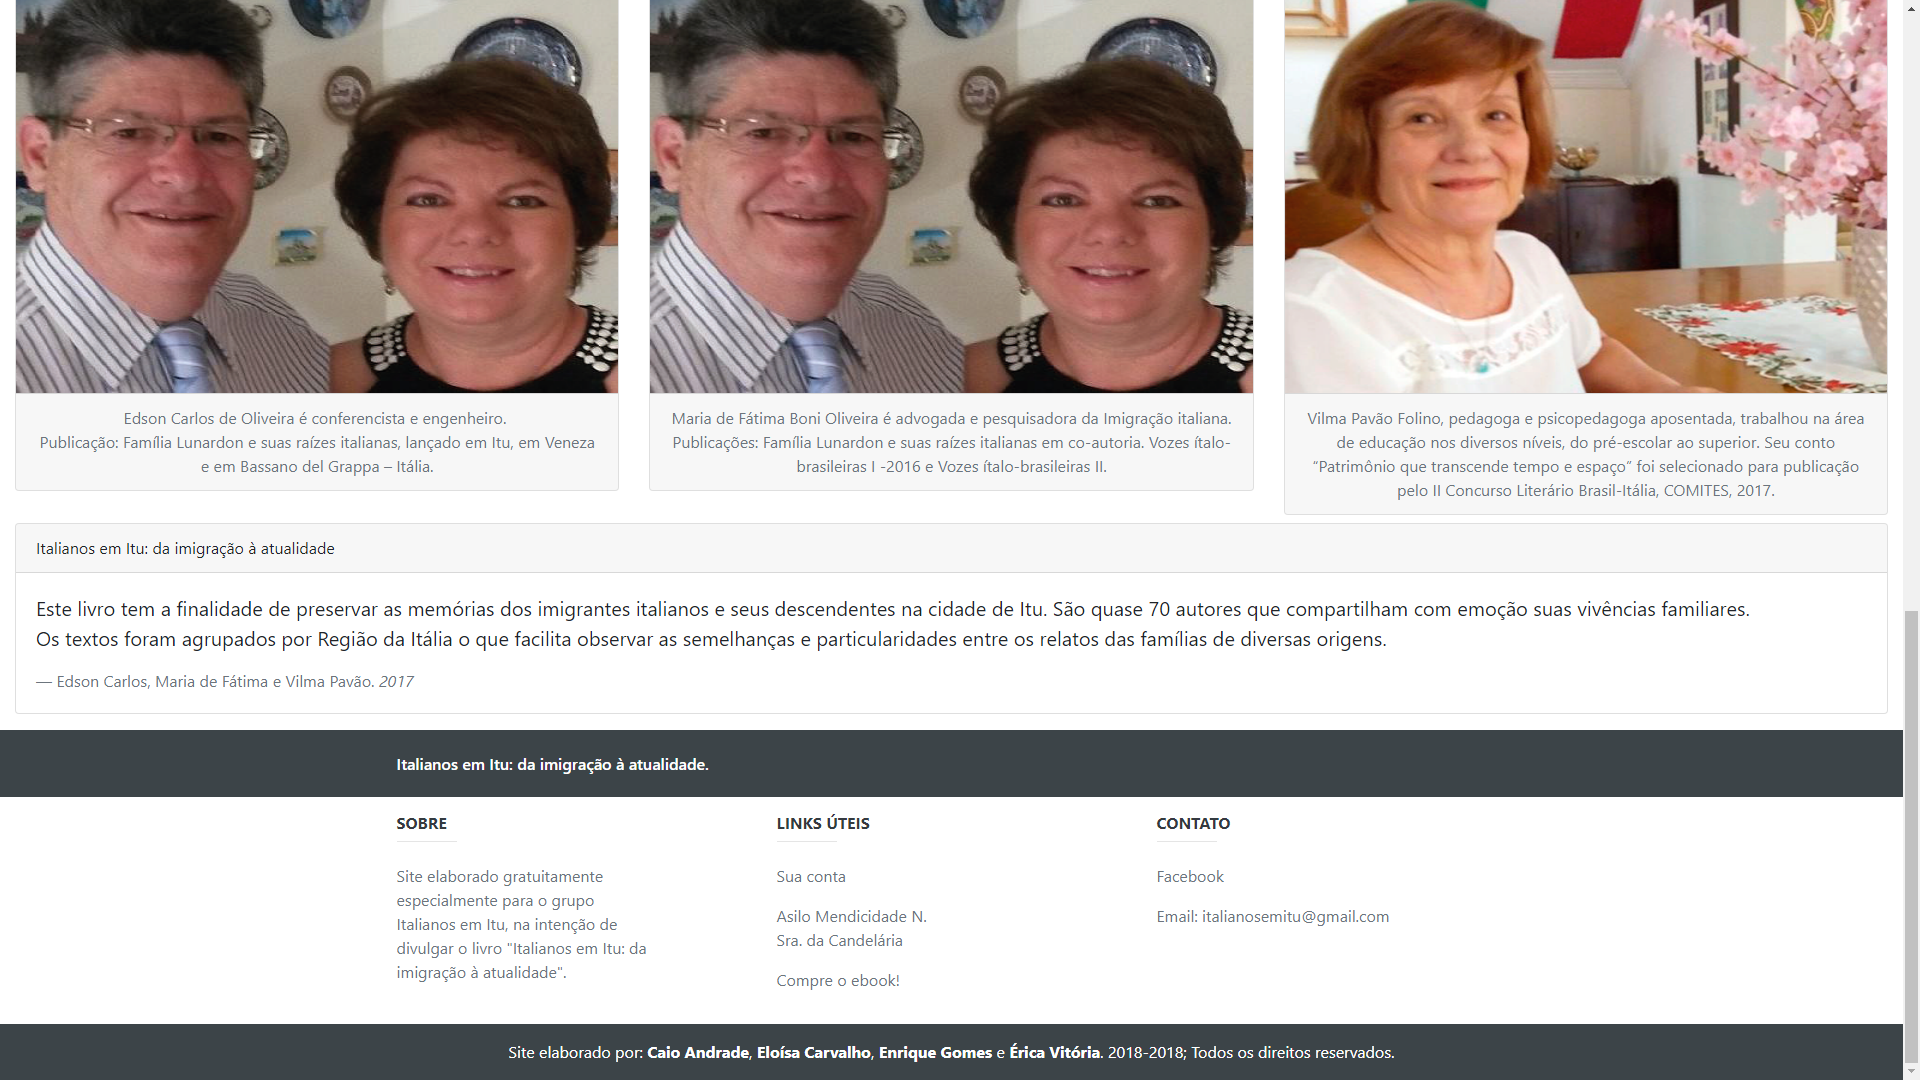 Edson Carlos de Oliveira é conferencista e engenheiro.
Publicação: Família Lunardon e suas raízes italianas, lançado em Itu, em Veneza
e em Bassano del Grappa – Itália.
Maria de Fátima Boni Oliveira é advogada e pesquisadora da Imigração italiana.
Publicações: Família Lunardon e suas raízes italianas em co-autoria. Vozes ítalo-
brasileiras I -2016 e Vozes ítalo-brasileiras II.
Vilma Pavão Folino, pedagoga e psicopedagoga aposentada, trabalhou na área
de educação nos diversos níveis, do pré-escolar ao superior. Seu conto
“Patrimônio que transcende tempo e espaço” foi selecionado para publicação
pelo II Concurso Literário Brasil-Itália, COMITES, 2017.
Italianos em Itu: da imigração à atualidade
Este livro tem a finalidade de preservar as memórias dos imigrantes italianos e seus descendentes na cidade de Itu. São quase 70 autores que compartilham com emoção suas vivências familiares.
Os textos foram agrupados por Região da Itália o que facilita observar as semelhanças e particularidades entre os relatos das famílias de diversas origens.
— Edson Carlos, Maria de Fátima e Vilma Pavão. 2017
Italianos em Itu: da imigração à atualidade.
SOBRE
Site elaborado gratuitamente
especialmente para o grupo
Italianos em Itu, na intenção de
divulgar o livro "Italianos em Itu: da
imigração à atualidade".
LINKS ÚTEIS
Sua conta
Asilo Mendicidade N.
Sra. da Candelária
Compre o ebook!
CONTATO
Facebook
Email: italianosemitu@gmail.com
Site elaborado por: Caio Andrade, Eloísa Carvalho, Enrique Gomes e Érica Vitória. 2018-2018; Todos os direitos reservados.